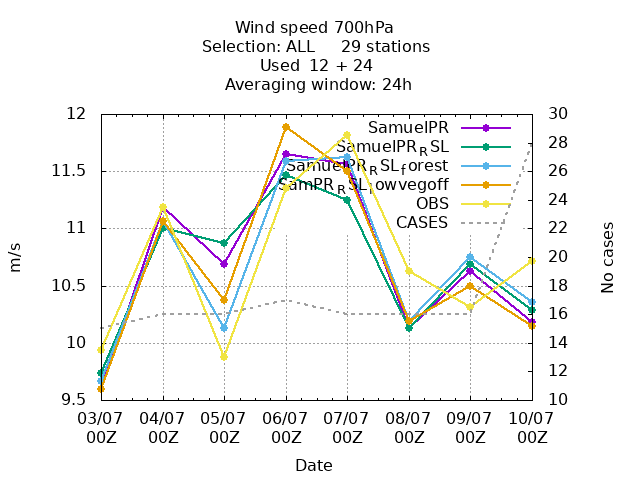 Wind speed 700hPa
Selection: ALL 29 stations
Used 12 + 24
Averaging window: 24h
12
11.5
11
10.5
10
9.5
m/s
30
28
26
24
22
20
18
16
14
12
10
No cases
SamuelPR
SamuelPR_RSL
SamuelPR_RSL_forest
SamPR_RSL_lowvegoff
OBS
CASES
03/07 04/07 05/07 06/07 07/07 08/07 09/07 10/07
00Z 00Z 00Z 00Z 00Z 00Z 00Z 00Z
Date